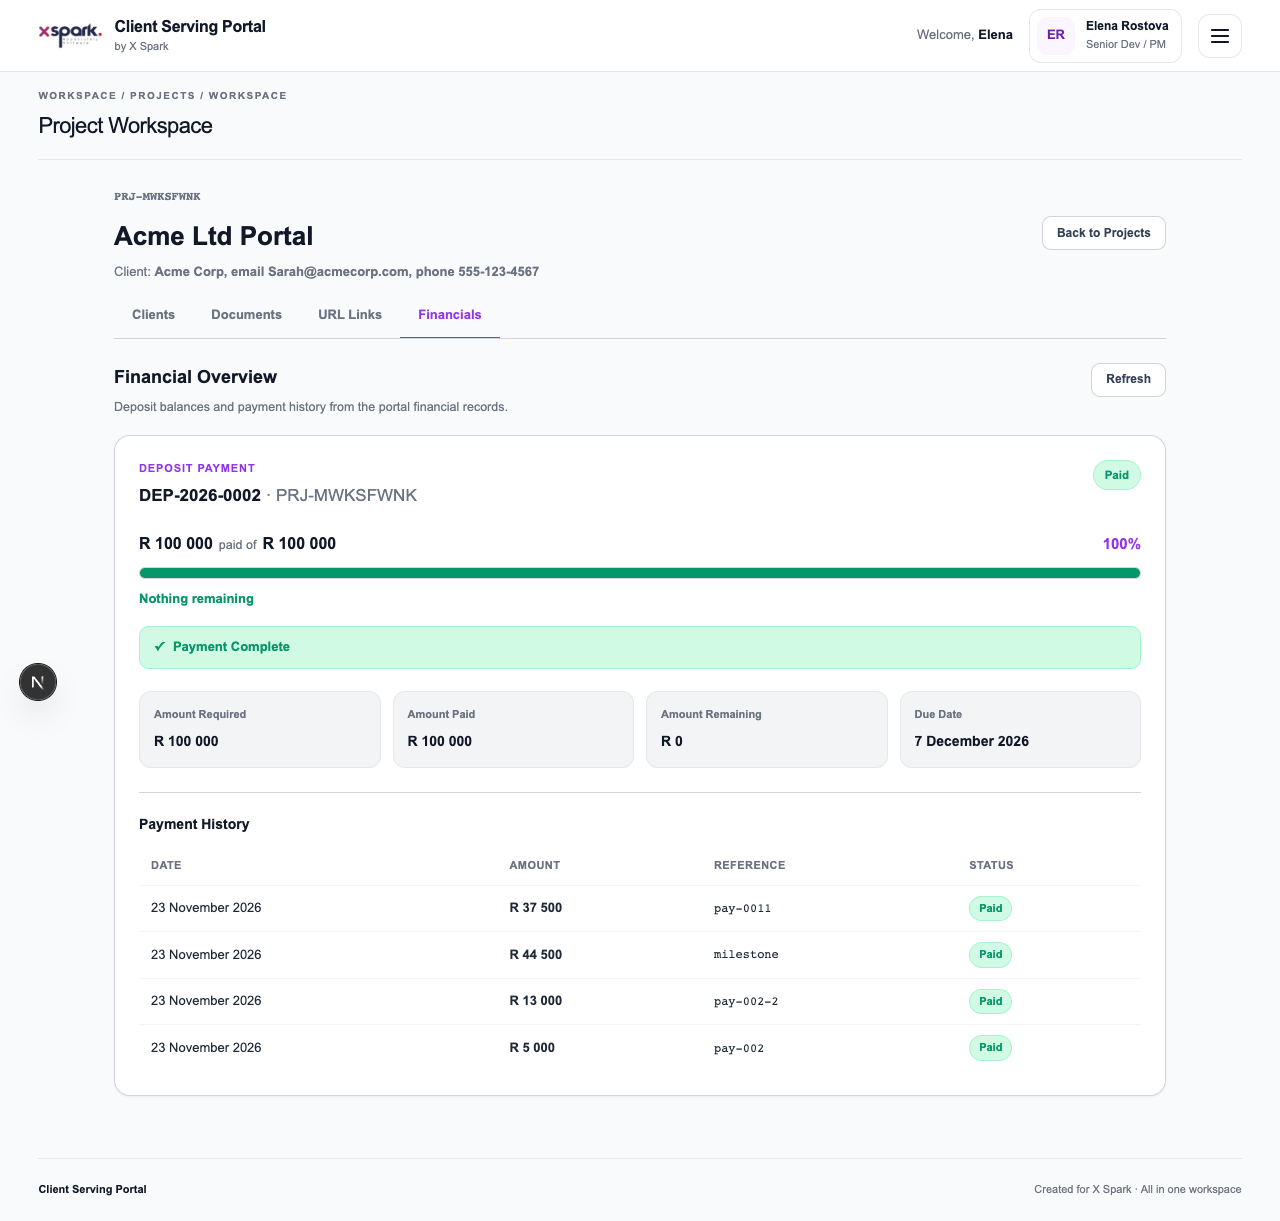 xspark.
Client Serving Portal
by X Spark
Welcome, Elena
ER
Elena Rostova
Senior Dev / PM
WORKSPACE / PROJECTS / WORKSPACE
Project Workspace
PRJ-MWKSFWNK
Acme Ltd Portal
Back to Projects
Client: Acme Corp, email Sarah@acmecorp.com, phone 555-123-4567
Clients Documents URL Links Financials
Financial Overview
Refresh
Deposit balances and payment history from the portal financial records.
DEPOSIT PAYMENT
Paid
DEP-2026-0002 · PRJ-MWKSFWNK
R 100 000 paid of R 100 000 100%
Nothing remaining
✓ Payment Complete
Amount Required Amount Paid Amount Remaining Due Date
R 100 000 R 100 000 R 0 7 December 2026
Payment History
DATE AMOUNT REFERENCE STATUS
23 November 2026 R 37 500 pay-0011 Paid
23 November 2026 R 44 500 milestone Paid
23 November 2026 R 13 000 pay-002-2 Paid
23 November 2026 R 5 000 pay-002 Paid
N
Client Serving Portal Created for X Spark · All in one workspace